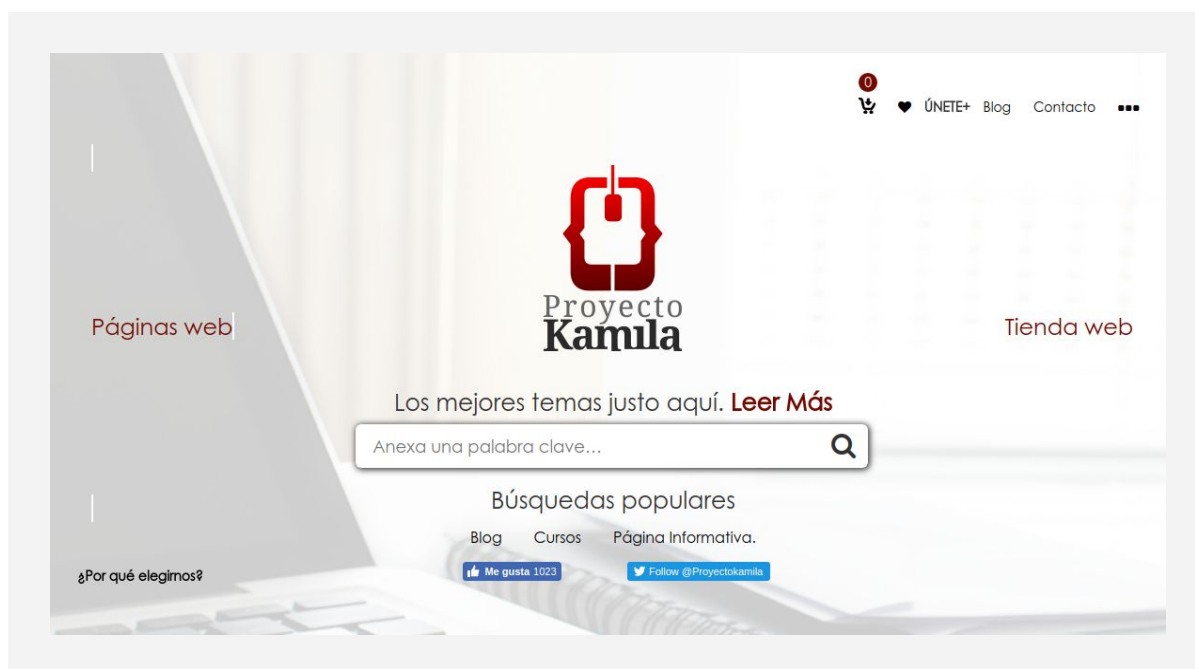 0
ÚNETE+ Blog Contacto
Proyecto
Kamila
Páginas web
Tienda web
Los mejores temas justo aquí. Leer Más
Anexa una palabra clave...
Búsquedas populares
Blog Cursos Página Informativa.
Me gusta 1023 Follow @Proyectokamila
¿Por qué elegirnos?